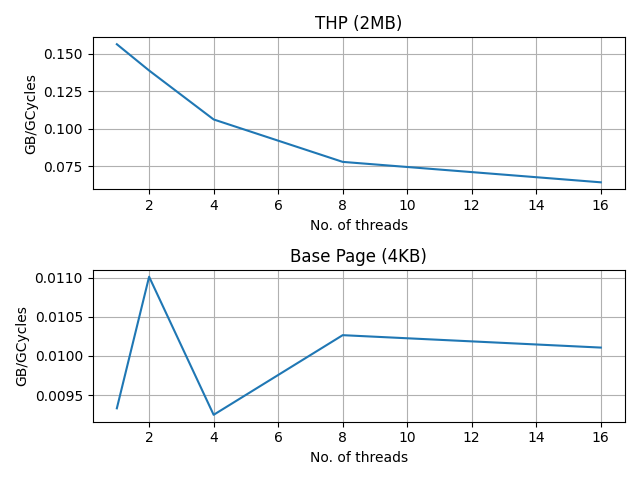 THP (2MB)
GB/GCycles
0.150
0.125
0.100
0.075
2 4 6 8 10 12 14 16
No. of threads
Base Page (4KB)
GB/GCycles
0.0110
0.0105
0.0100
0.0095
2 4 6 8 10 12 14 16
No. of threads